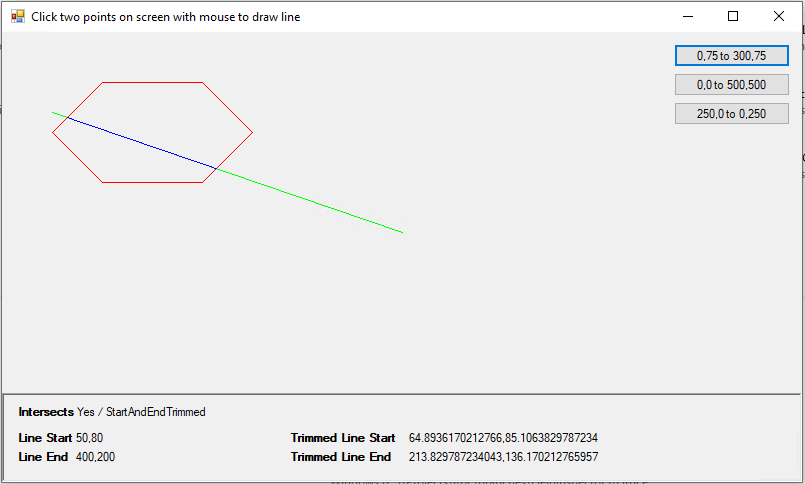 Click two points on screen with mouse to draw line
0,75 to 300,75
0,0 to 500,500
250,0 to 0,250
Intersects Yes / StartAndEndTrimmed
Line Start 50,80 Trimmed Line Start 64.8936170212766,85.1063829787234
Line End 400,200 Trimmed Line End 213.829787234043,136.170212765957